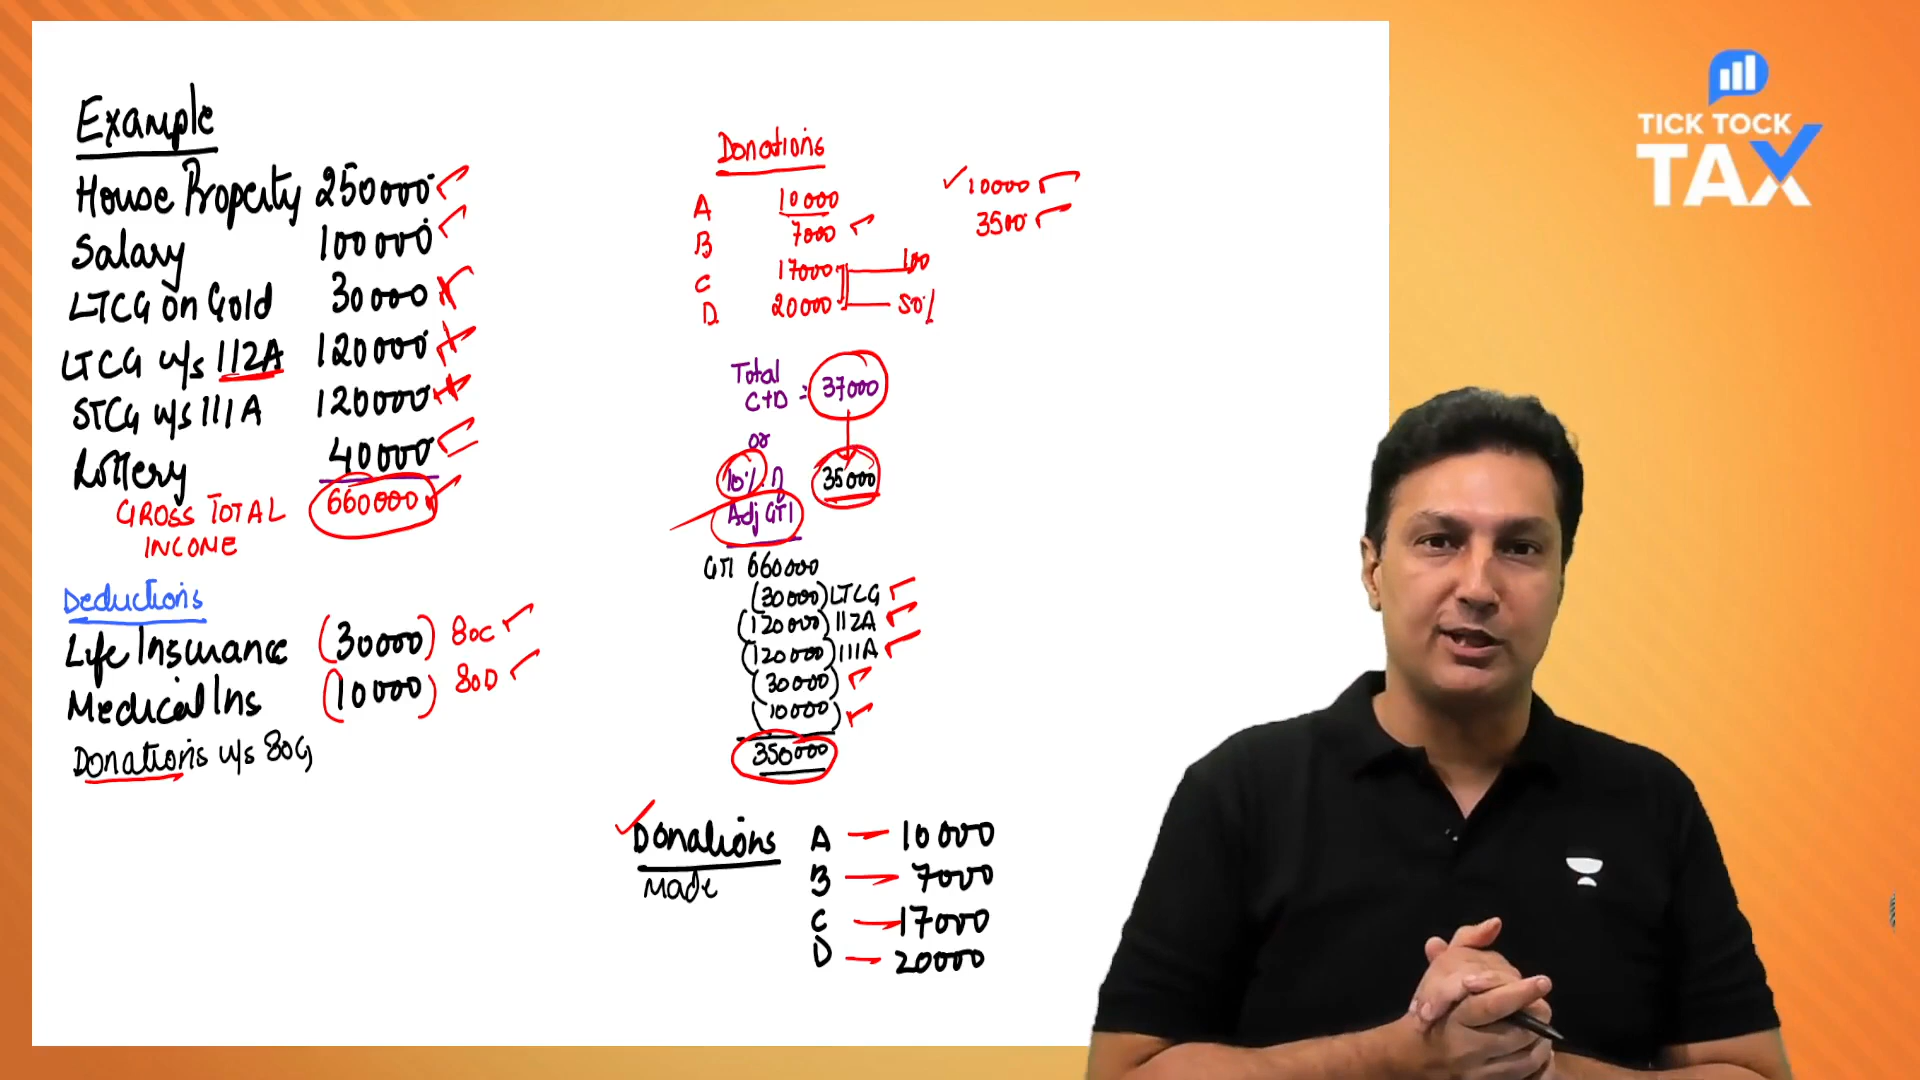 Example
House Property 250000
Salary 100000
LTCG on Gold 30000
LTCG u/s 112A 120000
STCG u/s 111A 120000
Lottery 40000
GROSS TOTAL 660000
INCOME
Deductions
Life Insurance (30000) 80C
Medical Ins (10000) 80D
Donations u/s 80G
Donations
A 10000 10000
B 7000 3500
C 17000 100
D 20000 50%
Total
C+D = 37000
or
10% 35000
Adj GTI
GTI 660000
(30000) LTCG
(120000) 112A
(120000) 111A
(30000)
(10000)
350000
Donations A — 10000
Made B — 7000
C — 17000
D — 20000
TICK TOCK
TAX